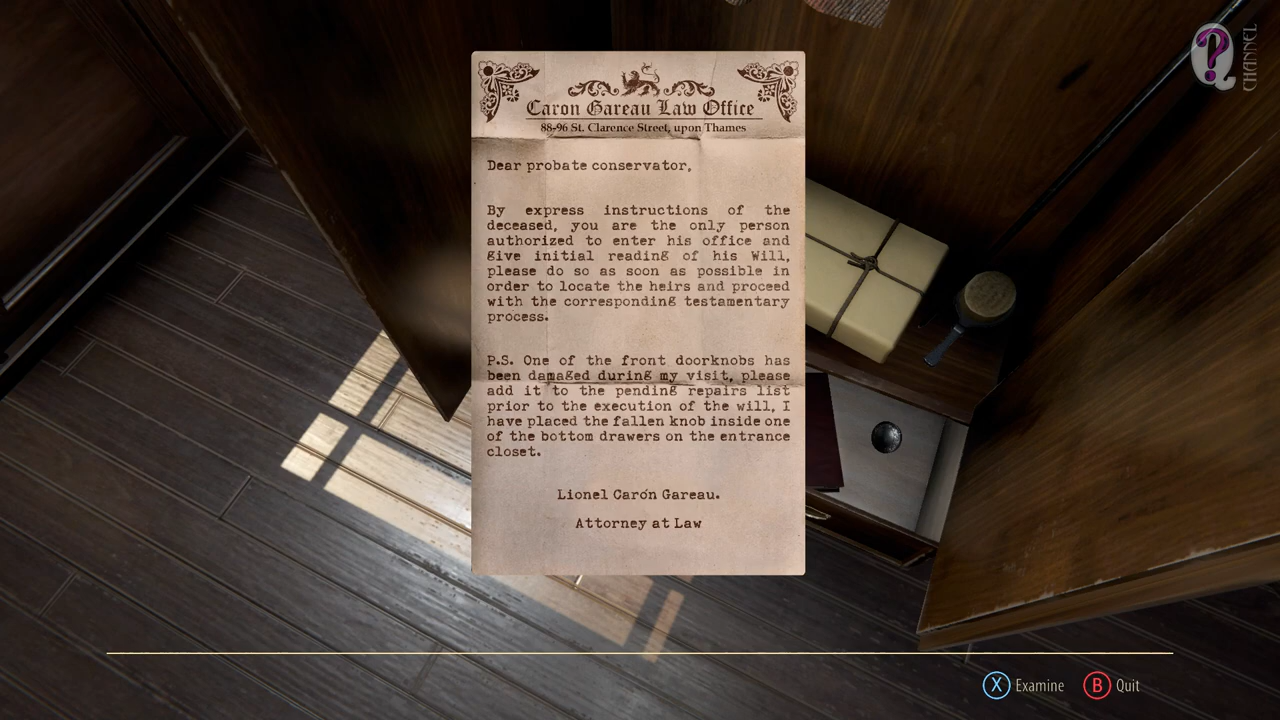 ? CHANNEL
Caron Gareau Law Office
88-96 St. Clarence Street, upon Thames
Dear probate conservator,
By express instructions of the
deceased, you are the only person
authorized to enter his office and
give initial reading of his Will,
please do so as soon as possible in
order to locate the heirs and proceed
with the corresponding testamentary
process.
P.S. One of the front doorknobs has
been damaged during my visit, please
add it to the pending repairs list
prior to the execution of the will, I
have placed the fallen knob inside one
of the bottom drawers on the entrance
closet.
Lionel Carón Gareau.
Attorney at Law
X Examine B Quit